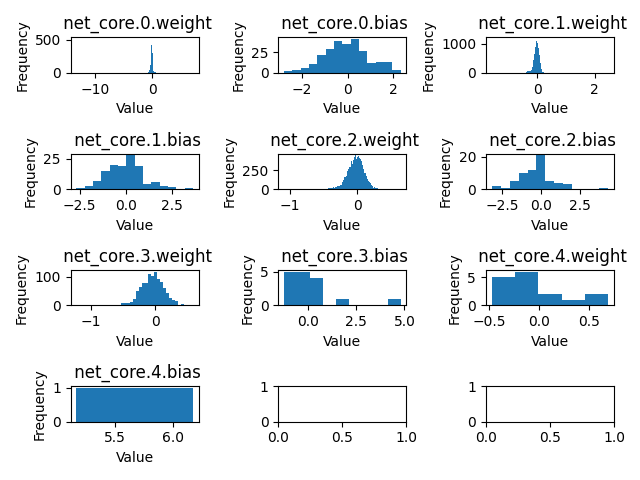 net_core.0.weight
net_core.0.bias
net_core.1.weight
Frequency
500
0
−10
0
Value
Frequency
25
0
−2
0
2
Value
Frequency
1000
0
0
2
Value
net_core.1.bias
net_core.2.weight
net_core.2.bias
Frequency
25
0
−2.5
0.0
2.5
Value
Frequency
250
0
−1
0
Value
Frequency
20
0
−2.5
0.0
2.5
Value
net_core.3.weight
net_core.3.bias
net_core.4.weight
Frequency
100
0
−1
0
Value
Frequency
5
0
0.0
2.5
5.0
Value
Frequency
5
0
−0.5
0.0
0.5
Value
net_core.4.bias
Frequency
1
0
5.5
6.0
Value
1
0
0.0
0.5
1.0
1
0
0.0
0.5
1.0